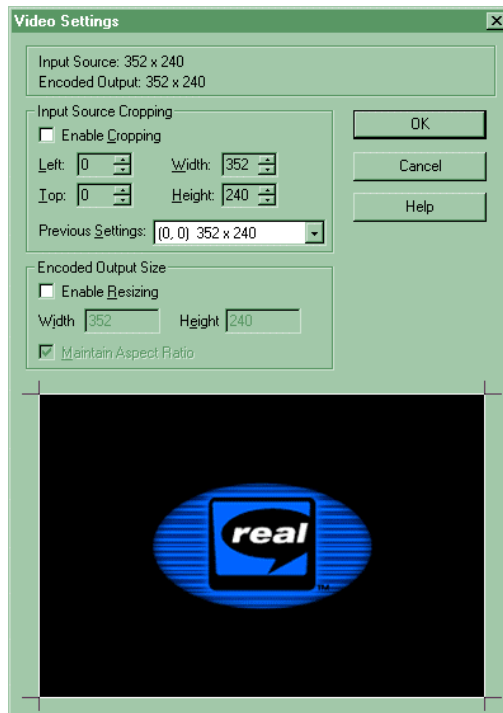 Video Settings
Input Source: 352 x 240
Encoded Output: 352 x 240
Input Source Cropping
Enable Cropping
Left: 0 Width: 352
Top: 0 Height: 240
Previous Settings: (0, 0) 352 x 240
OK
Cancel
Help
Encoded Output Size
Enable Resizing
Width 352 Height 240
Maintain Aspect Ratio
real
TM